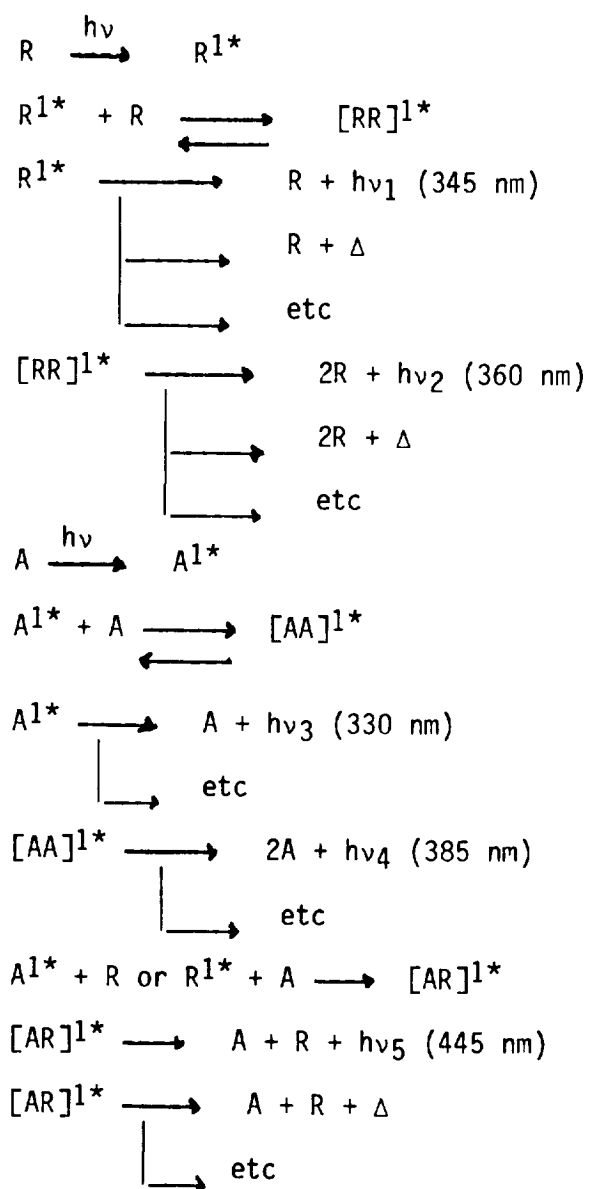 hν
R ⟶ R¹*
R¹* + R ⇄ [RR]¹*
R¹* ⟶ R + hν₁ (345 nm)
⟶ R + Δ
⟶ etc
[RR]¹* ⟶ 2R + hν₂ (360 nm)
⟶ 2R + Δ
⟶ etc
hν
A ⟶ A¹*
A¹* + A ⇄ [AA]¹*
A¹* ⟶ A + hν₃ (330 nm)
⟶ etc
[AA]¹* ⟶ 2A + hν₄ (385 nm)
⟶ etc
A¹* + R or R¹* + A ⟶ [AR]¹*
[AR]¹* ⟶ A + R + hν₅ (445 nm)
[AR]¹* ⟶ A + R + Δ
⟶ etc